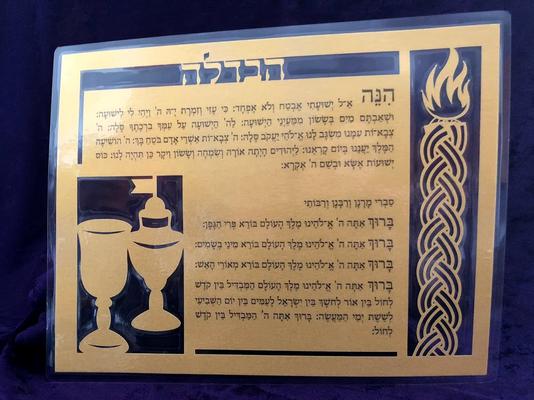 הבדלה
הִנֵּה א-ל יְשׁוּעָתִי אֶבְטַח וְלֹא אֶפְחָד: כִּי עָזִּי וְזִמְרָת יָ-הּ ה' וַיְהִי לִי לִישׁוּעָה:
וּשְׁאַבְתֶּם מַיִם בְּשָׂשׂוֹן מִמַּעַיְנֵי הַיְשׁוּעָה: לַה' הַיְשׁוּעָה עַל עַמְּךָ בִרְכָתֶךָ סֶּלָה: ה'
צְבָא-וֹת עִמָּנוּ מִשְׂגָּב לָנוּ אֱ-לֹהֵי יַעֲקֹב סֶלָה: ה' צְבָא-וֹת אַשְׁרֵי אָדָם בֹּטֵחַ בָּךְ: ה' הוֹשִׁיעָה
הַמֶּלֶךְ יַעֲנֵנוּ בְיוֹם קָרְאֵנוּ: לַיְּהוּדִים הָיְתָה אוֹרָה וְשִׂמְחָה וְשָׂשׂוֹן וִיקָר כֵּן תִּהְיֶה לָנוּ: כּוֹס
יְשׁוּעוֹת אֶשָּׂא וּבְשֵׁם ה' אֶקְרָא:
סַבְרִי מָרָנָן וְרַבָּנָן וְרַבּוֹתַי
בָּרוּךְ אַתָּה ה' אֱ-לֹהֵינוּ מֶלֶךְ הָעוֹלָם בּוֹרֵא פְּרִי הַגָּפֶן:
בָּרוּךְ אַתָּה ה' אֱ-לֹהֵינוּ מֶלֶךְ הָעוֹלָם בּוֹרֵא מִינֵי בְשָׂמִים:
בָּרוּךְ אַתָּה ה' אֱ-לֹהֵינוּ מֶלֶךְ הָעוֹלָם בּוֹרֵא מְאוֹרֵי הָאֵשׁ:
בָּרוּךְ אַתָּה ה' אֱ-לֹהֵינוּ מֶלֶךְ הָעוֹלָם הַמַּבְדִּיל בֵּין קֹדֶשׁ
לְחוֹל בֵּין אוֹר לְחֹשֶׁךְ בֵּין יִשְׂרָאֵל לָעַמִּים בֵּין יוֹם הַשְּׁבִיעִי
לְשֵׁשֶׁת יְמֵי הַמַּעֲשֶׂה: בָּרוּךְ אַתָּה ה' הַמַּבְדִּיל בֵּין קֹדֶשׁ
לְחוֹל: